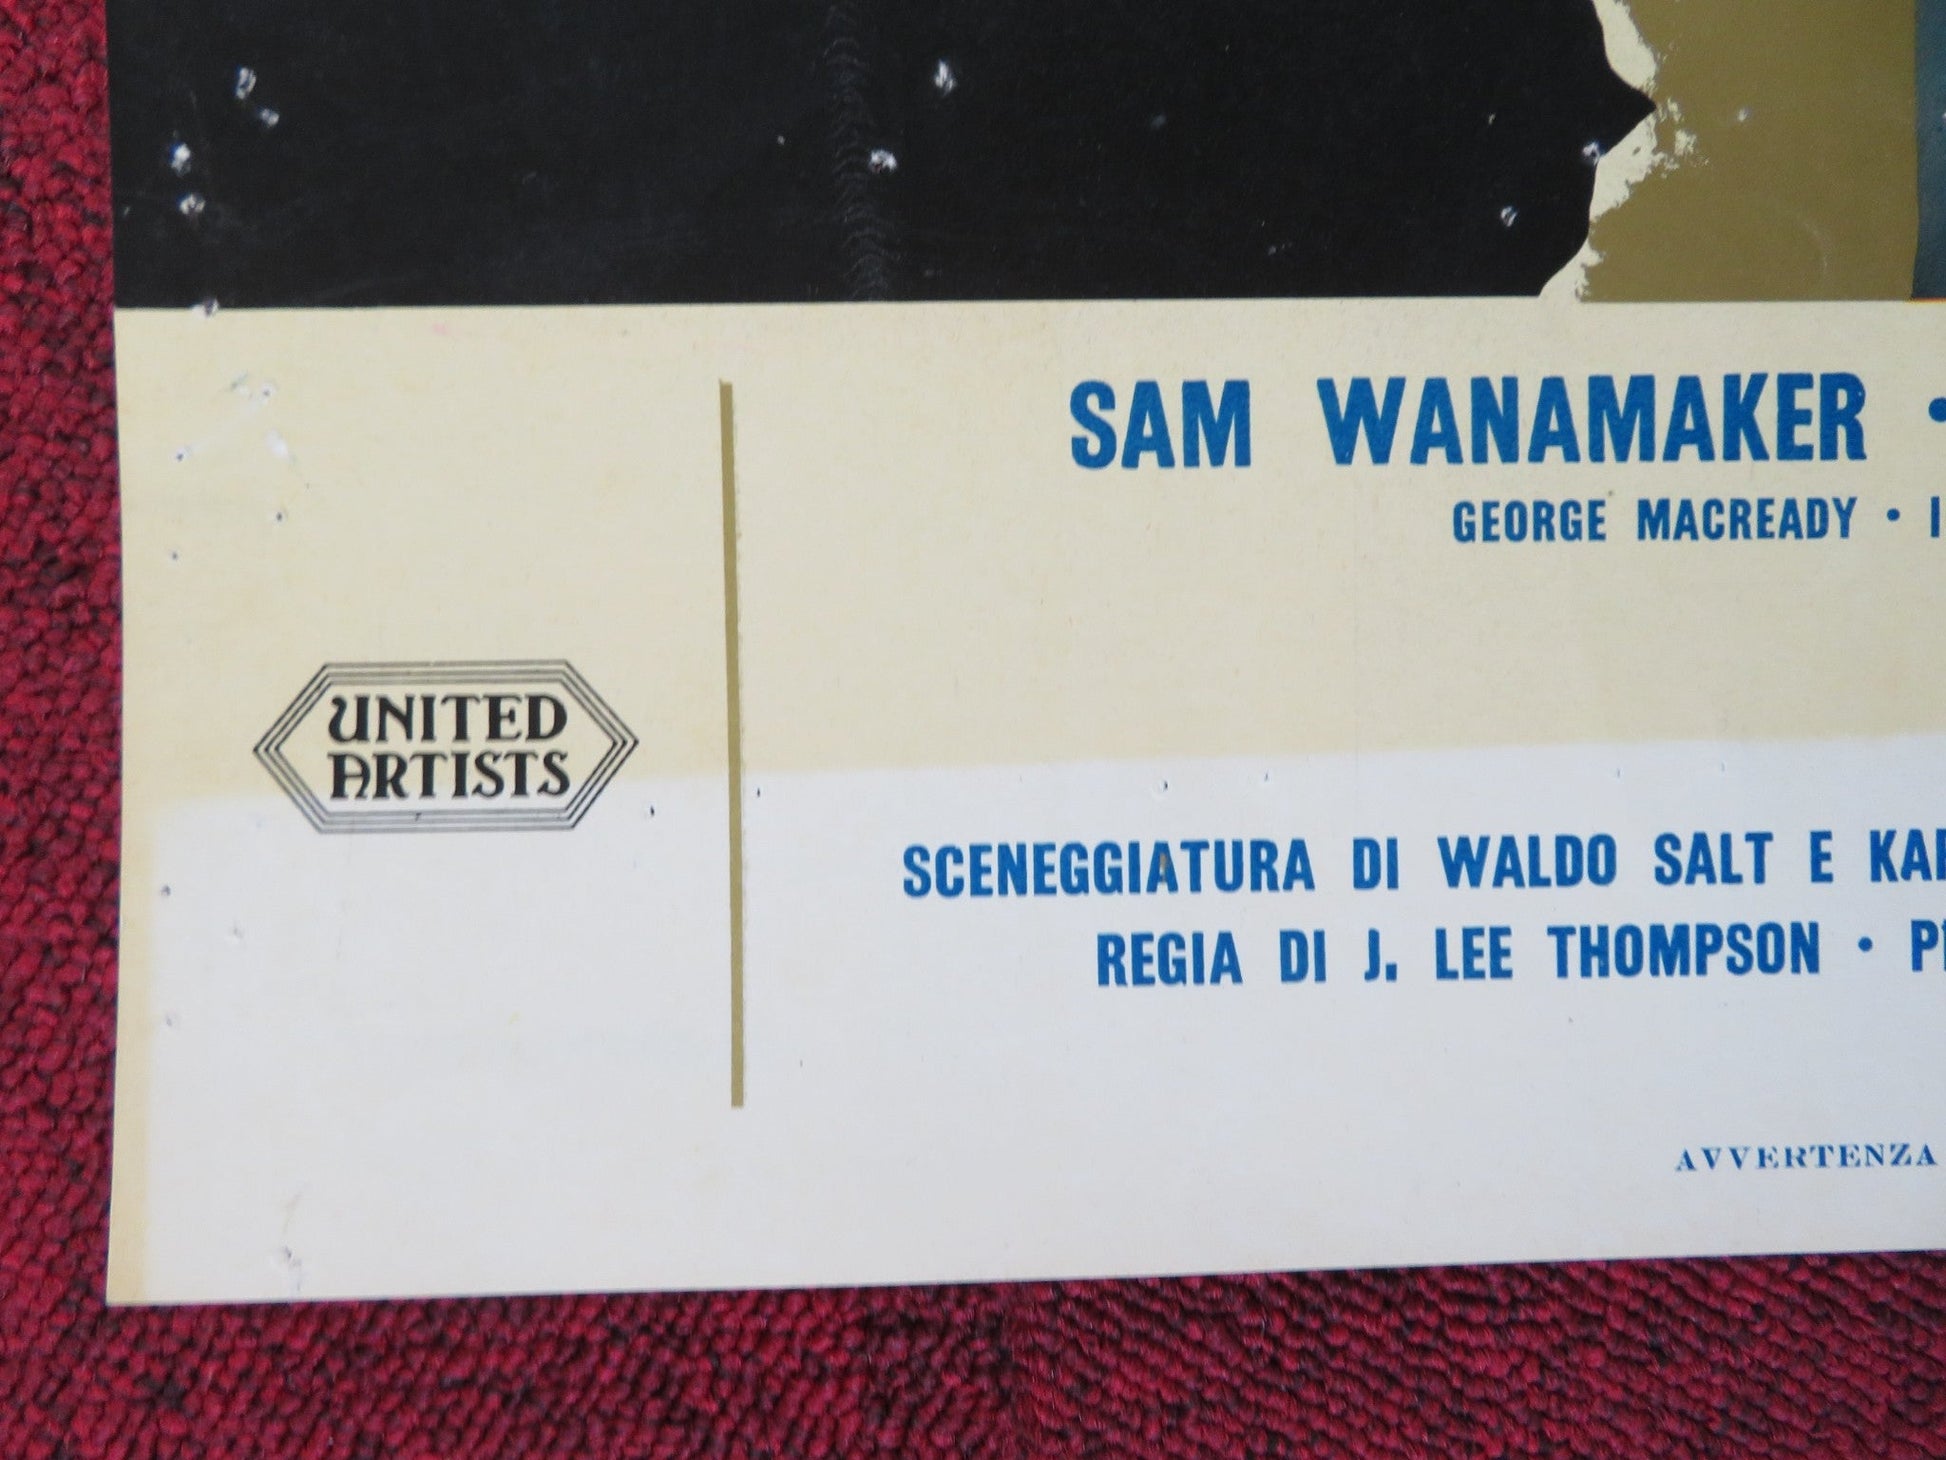 SAM WANAMAKER •
GEORGE MACREADY •
UNITED
ARTISTS
SCENEGGIATURA DI WALDO SALT E
REGIA DI J. LEE THOMPSON •
AVVERTENZA